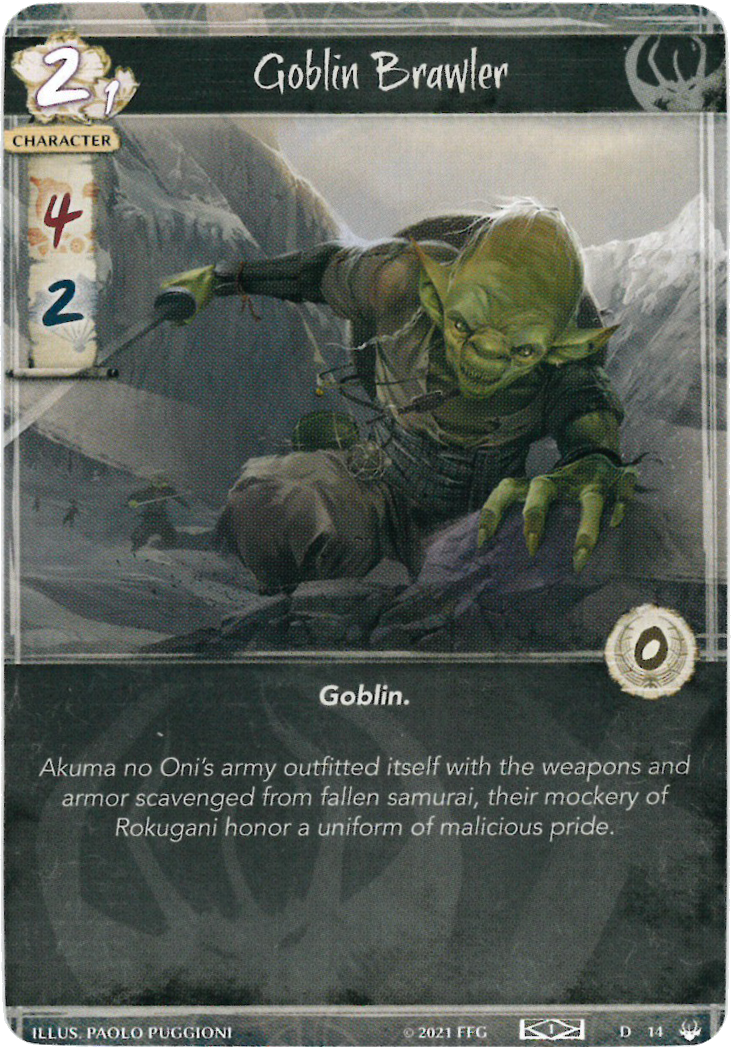 2 1
Goblin Brawler
CHARACTER
4
2
0
Goblin.
Akuma no Oni's army outfitted itself with the weapons and
armor scavenged from fallen samurai, their mockery of
Rokugani honor a uniform of malicious pride.
ILLUS. PAOLO PUGGIONI © 2021 FFG 1 D 14